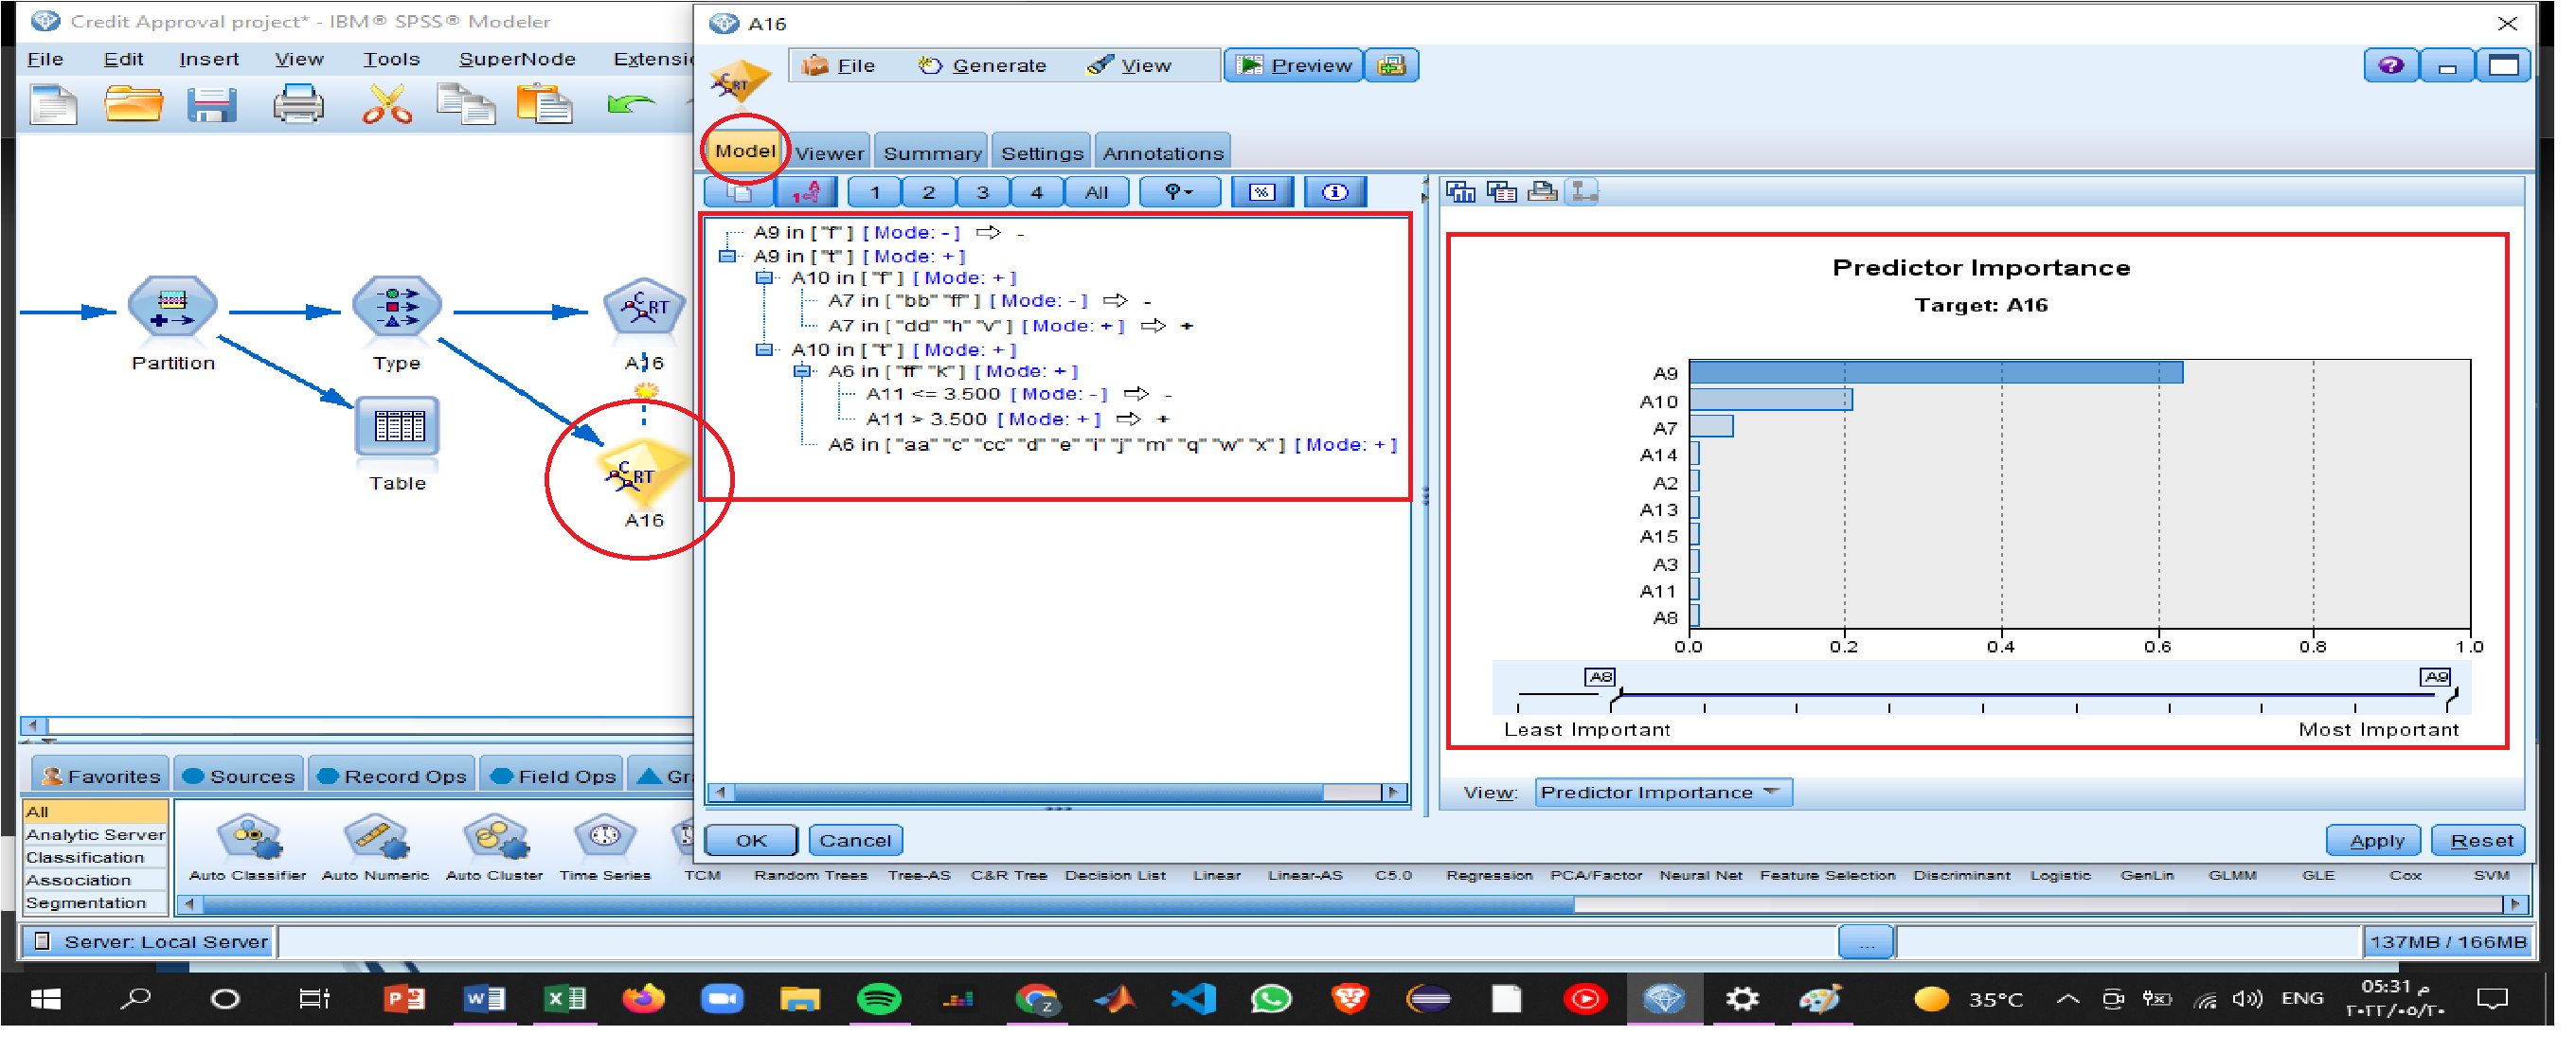 Credit Approval project* - IBM® SPSS® Modeler
File Edit Insert View Tools SuperNode
Partition
Type
A16
Table
A16
A16
File Generate View Preview
Model Viewer Summary Settings Annotations
1 2 3 4 All %
A9 in ["f"] [Mode: -] ⇨ -
A9 in ["t"] [Mode: +]
A10 in ["f"] [Mode: +]
A7 in ["bb" "ff"] [Mode: -] ⇨ -
A7 in ["dd" "h" "v"] [Mode: +] ⇨ +
A10 in ["t"] [Mode: +]
A6 in ["ff" "k"] [Mode: +]
A11 <= 3.500 [Mode: -] ⇨ -
A11 > 3.500 [Mode: +] ⇨ +
A6 in ["aa" "c" "cc" "d" "e" "i" "j" "m" "q" "w" "x"] [Mode: +]
Predictor Importance
Target: A16
A9
A10
A7
A14
A2
A13
A15
A3
A11
A8
0.0 0.2 0.4 0.6 0.8 1.0
A8 A9
Least Important Most Important
View: Predictor Importance
OK Cancel Apply Reset
Favorites Sources Record Ops Field Ops
All
Analytic Server
Classification
Association
Segmentation
Auto Classifier Auto Numeric Auto Cluster Time Series TCM Random Trees Tree-AS C&R Tree Decision List Linear Linear-AS C5.0 Regression PCA/Factor Neural Net Feature Selection Discriminant Logistic GenLin GLMM GLE Cox SVM
Server: Local Server ... 137MB / 166MB
35°C ENG
05:31 م
٢٠٢٢/٠٥/٢٠